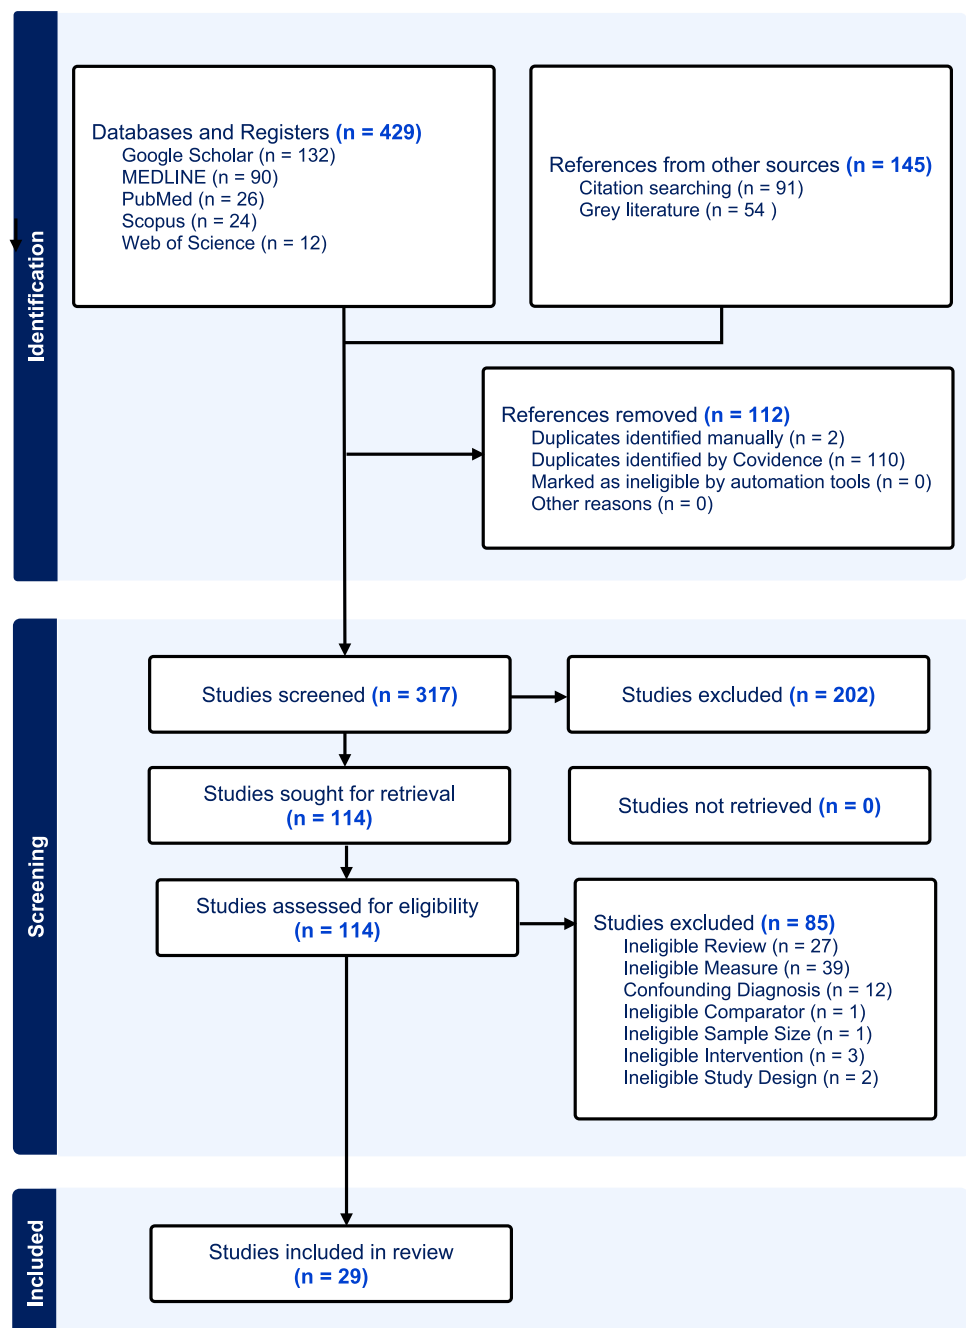 Identification
Databases and Registers (n = 429)
Google Scholar (n = 132)
MEDLINE (n = 90)
PubMed (n = 26)
Scopus (n = 24)
Web of Science (n = 12)
References from other sources (n = 145)
Citation searching (n = 91)
Grey literature (n = 54 )
References removed (n = 112)
Duplicates identified manually (n = 2)
Duplicates identified by Covidence (n = 110)
Marked as ineligible by automation tools (n = 0)
Other reasons (n = 0)
Screening
Studies screened (n = 317)
Studies excluded (n = 202)
Studies sought for retrieval
(n = 114)
Studies not retrieved (n = 0)
Studies assessed for eligibility
(n = 114)
Studies excluded (n = 85)
Ineligible Review (n = 27)
Ineligible Measure (n = 39)
Confounding Diagnosis (n = 12)
Ineligible Comparator (n = 1)
Ineligible Sample Size (n = 1)
Ineligible Intervention (n = 3)
Ineligible Study Design (n = 2)
Included
Studies included in review
(n = 29)